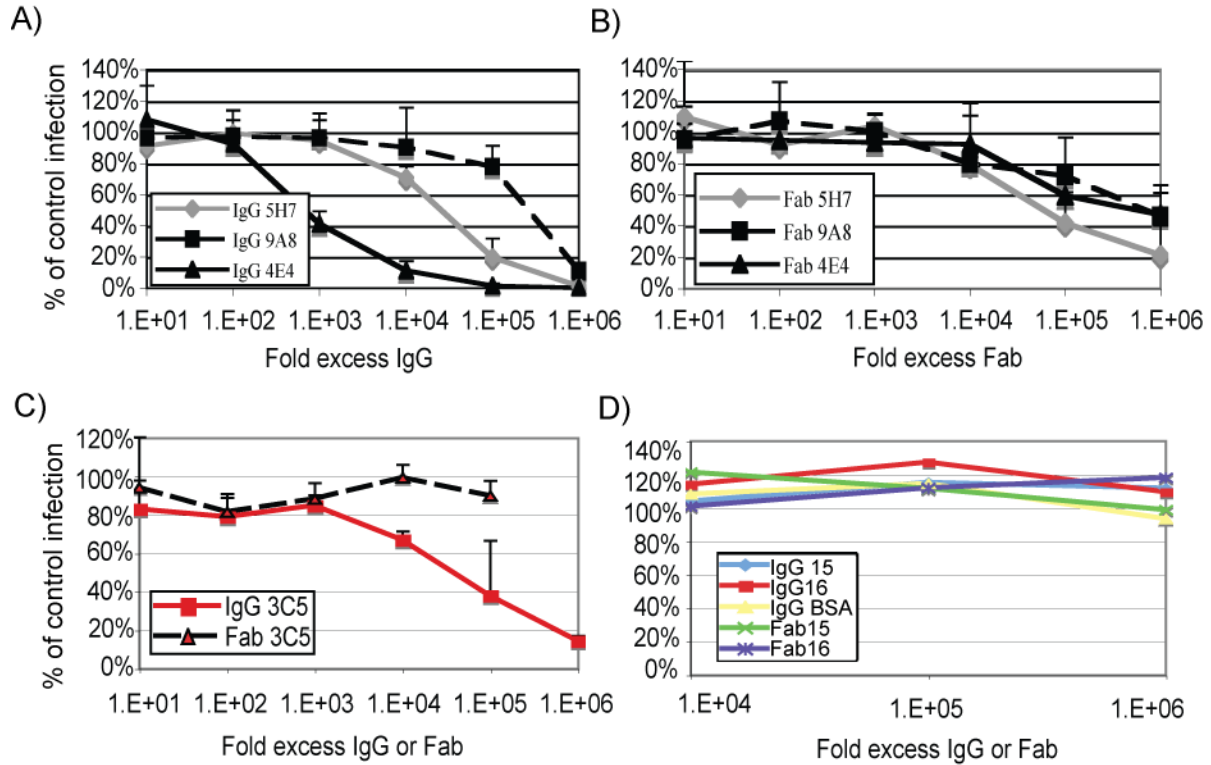 A)
140%
120%
100%
80%
60%
40%
20%
0%
% of control infection
IgG 5H7
IgG 9A8
IgG 4E4
1.E+01 1.E+02 1.E+03 1.E+04 1.E+05 1.E+06
Fold excess IgG
B)
140%
120%
100%
80%
60%
40%
20%
0%
Fab 5H7
Fab 9A8
Fab 4E4
1.E+01 1.E+02 1.E+03 1.E+04 1.E+05 1.E+06
Fold excess Fab
C)
120%
100%
80%
60%
40%
20%
0%
% of control infection
IgG 3C5
Fab 3C5
1.E+01 1.E+02 1.E+03 1.E+04 1.E+05 1.E+06
Fold excess IgG or Fab
D)
140%
120%
100%
80%
60%
40%
20%
0%
IgG 15
IgG16
IgG BSA
Fab15
Fab16
1.E+04 1.E+05 1.E+06
Fold excess IgG or Fab